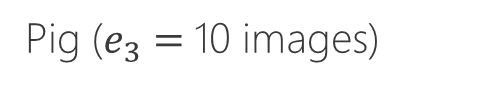 Pig (𝑒₃ = 10 images)